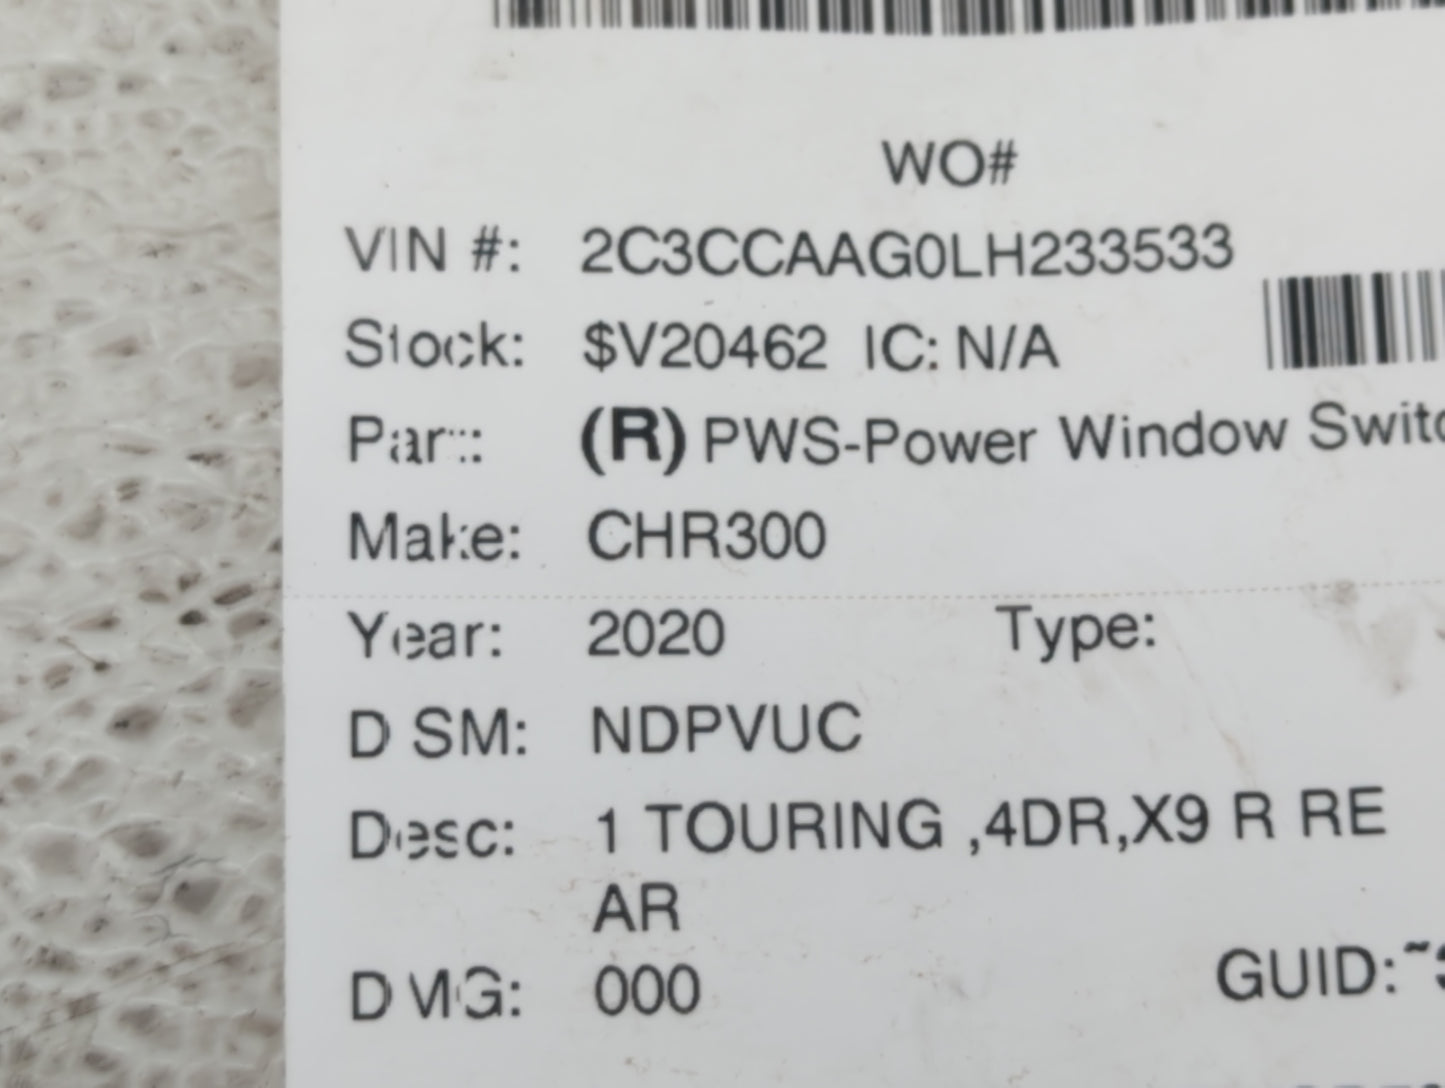 WO#
VIN #: 2C3CCAAG0LH233533
Stock: $V20462 IC: N/A
Part: (R) PWS-Power Window Switc
Make: CHR300
Year: 2020 Type:
D SM: NDPVUC
Desc: 1 TOURING ,4DR,X9 R RE
AR
DMG: 000
GUID:~